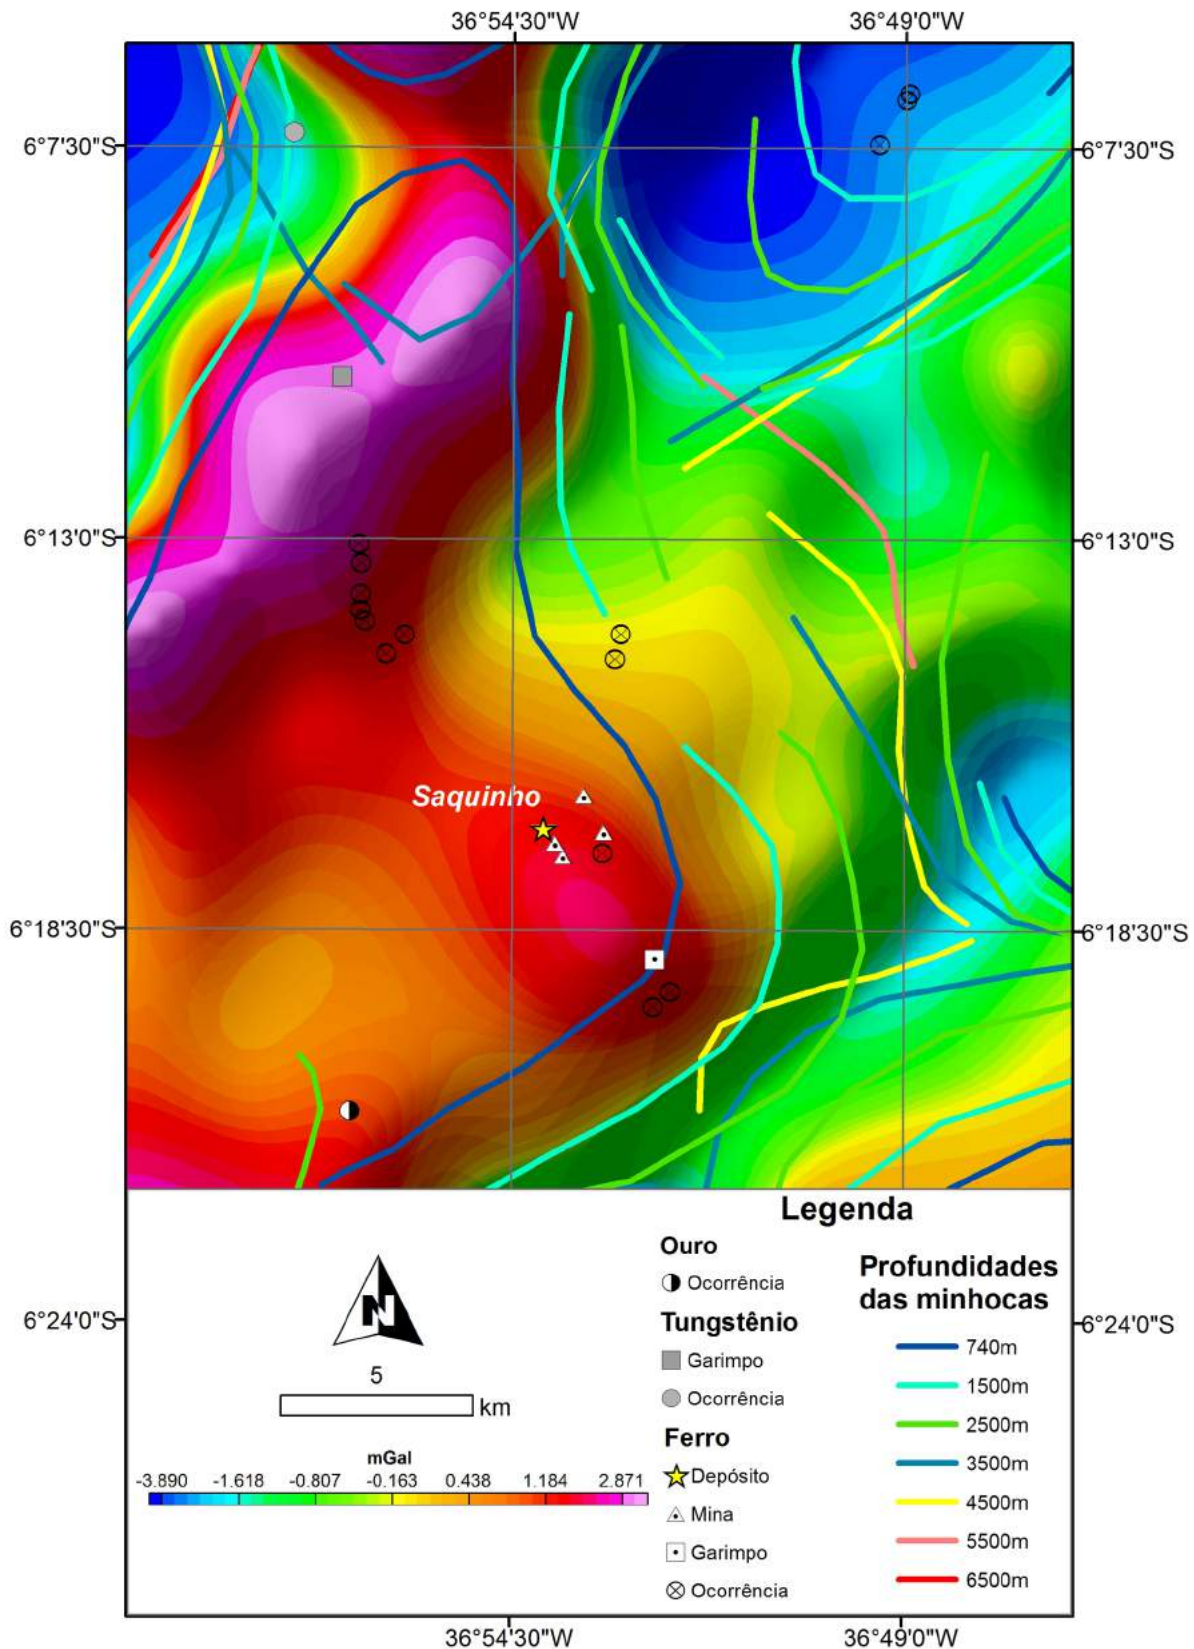 36°54'30"W
36°49'0"W
6°7'30"S
6°7'30"S
6°13'0"S
6°13'0"S
Saquinho
6°18'30"S
6°18'30"S
Legenda
Ouro
Ocorrência
Tungstênio
Garimpo
Ocorrência
Ferro
Depósito
Mina
Garimpo
Ocorrência
Profundidades
das minhocas
740m
1500m
2500m
3500m
4500m
5500m
6500m
N
6°24'0"S
6°24'0"S
5
km
mGal
-3.890 -1.618 -0.807 -0.163 0.438 1.184 2.871
36°54'30"W
36°49'0"W